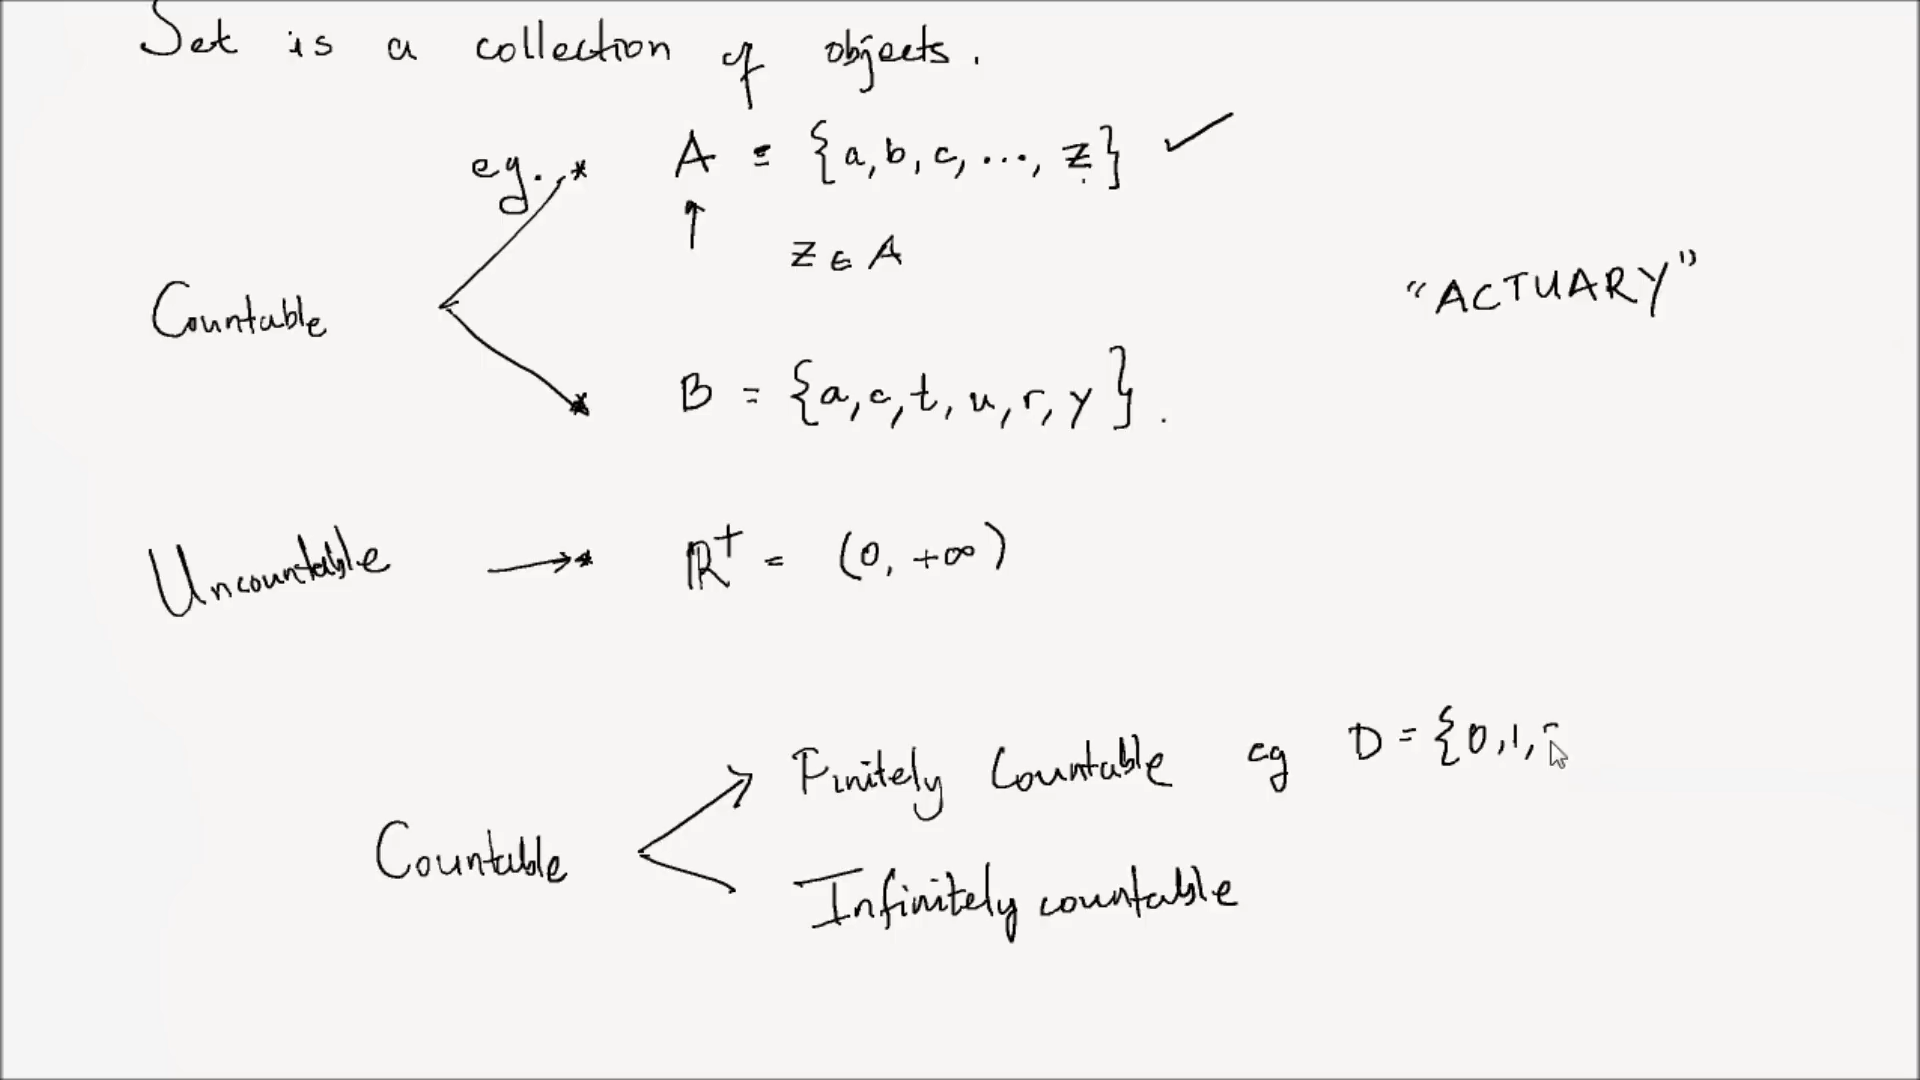 Set is a collection of objects.
eg. * A = {a, b, c, ..., z} ✓
↑ z ∈ A
Countable
"ACTUARY"
* B = {a, c, t, u, r, y}.
Uncountable → * ℝ⁺ = (0, +∞)
Finitely Countable eg D = {0, 1,
Countable
Infinitely countable